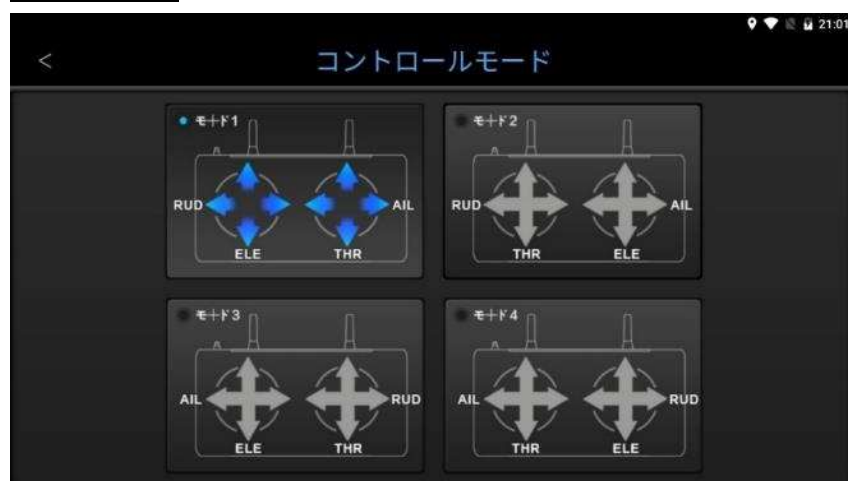 21:01
< コントロールモード
モード1
RUD AIL
ELE THR
モード2
RUD AIL
THR ELE
モード3
AIL RUD
ELE THR
モード4
AIL RUD
THR ELE